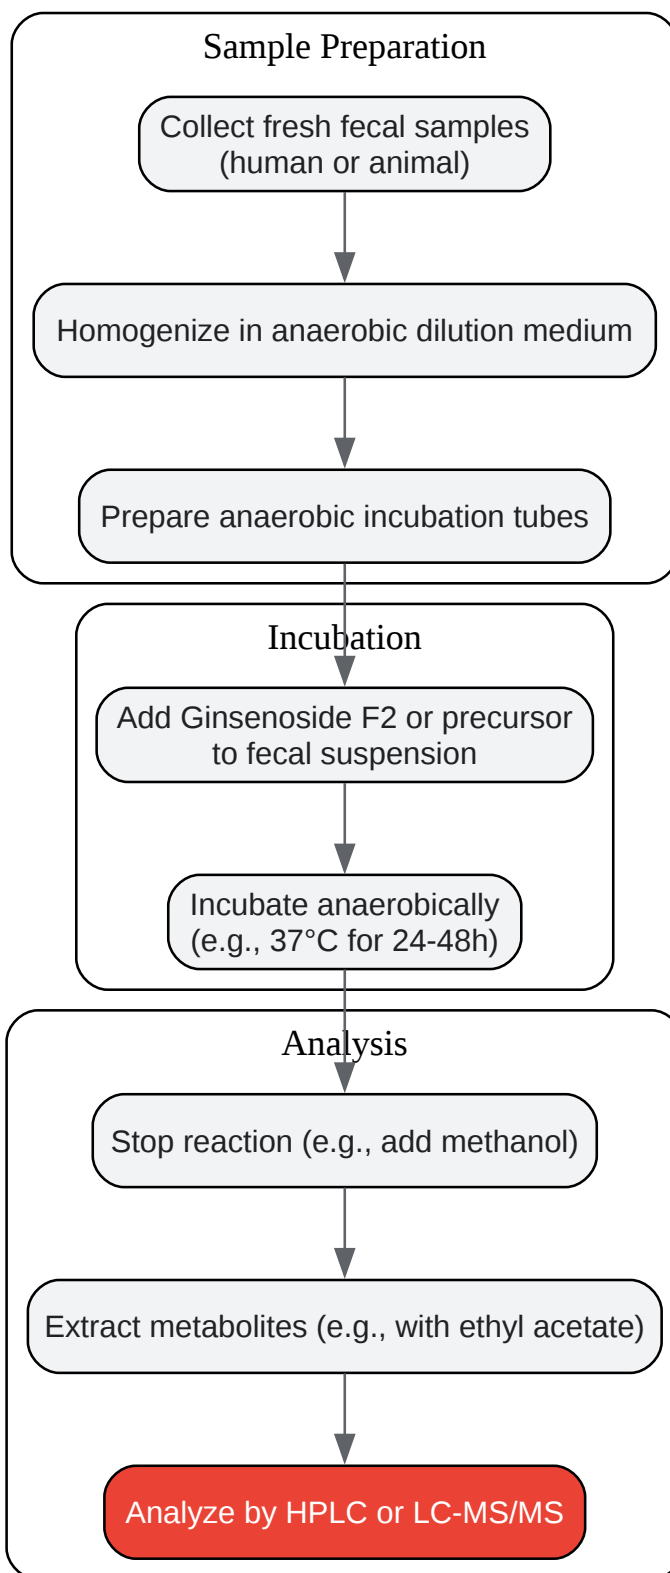 Sample Preparation
Collect fresh fecal samples
(human or animal)
Homogenize in anaerobic dilution medium
Prepare anaerobic incubation tubes
Incubation
Add Ginsenoside F2 or precursor
to fecal suspension
Incubate anaerobically
(e.g., 37°C for 24-48h)
Analysis
Stop reaction (e.g., add methanol)
Extract metabolites (e.g., with ethyl acetate)
Analyze by HPLC or LC-MS/MS